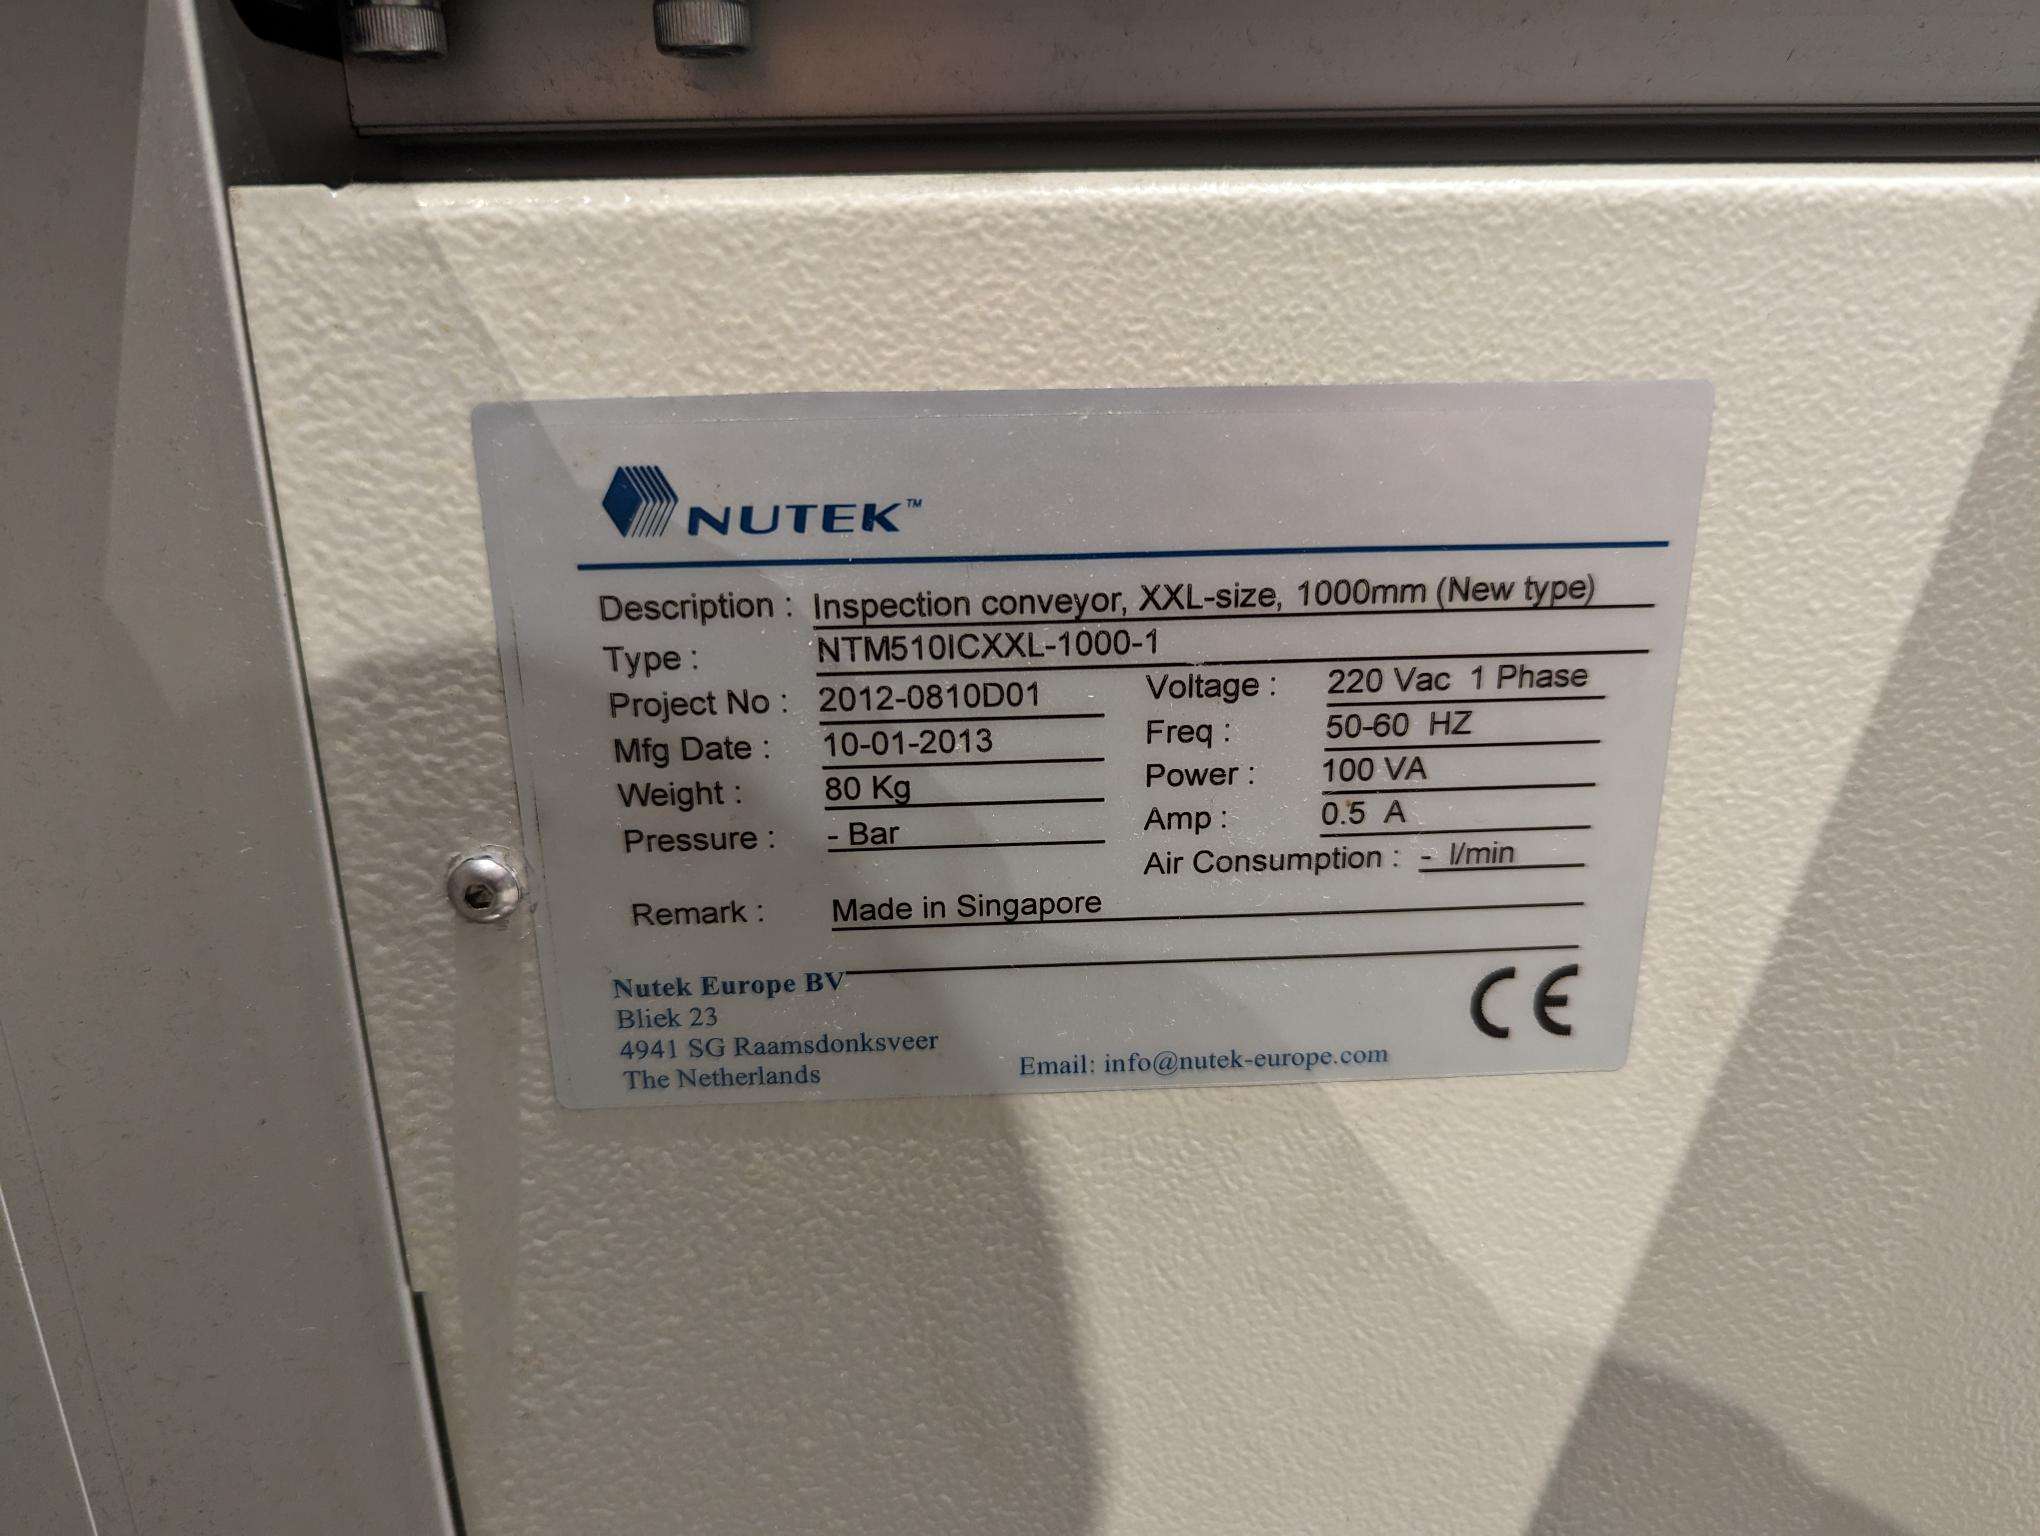 NUTEK™
Description : Inspection conveyor, XXL-size, 1000mm (New type)
Type : NTM510ICXXL-1000-1
Project No : 2012-0810D01 Voltage : 220 Vac 1 Phase
Mfg Date : 10-01-2013 Freq : 50-60 HZ
Weight : 80 Kg Power : 100 VA
Pressure : - Bar Amp : 0.5 A
Air Consumption : - l/min
Remark : Made in Singapore
Nutek Europe BV
Bliek 23
4941 SG Raamsdonksveer
The Netherlands
Email: info@nutek-europe.com
CE